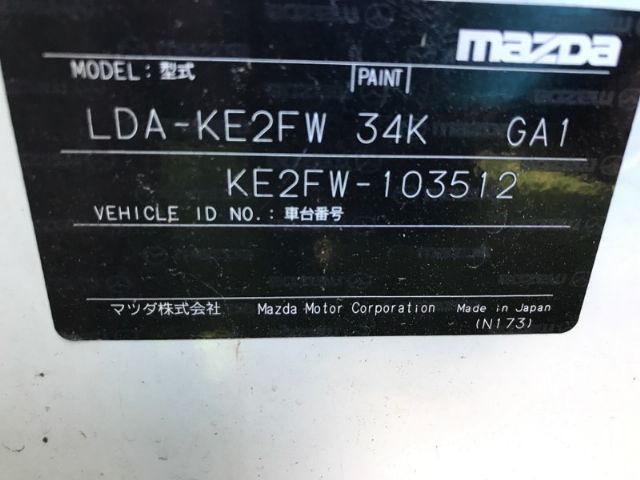 mazda
MODEL: 型式 PAINT
LDA-KE2FW 34K GA1
KE2FW-103512
VEHICLE ID NO.: 車台番号
マツダ株式会社 Mazda Motor Corporation Made in Japan
(N173)